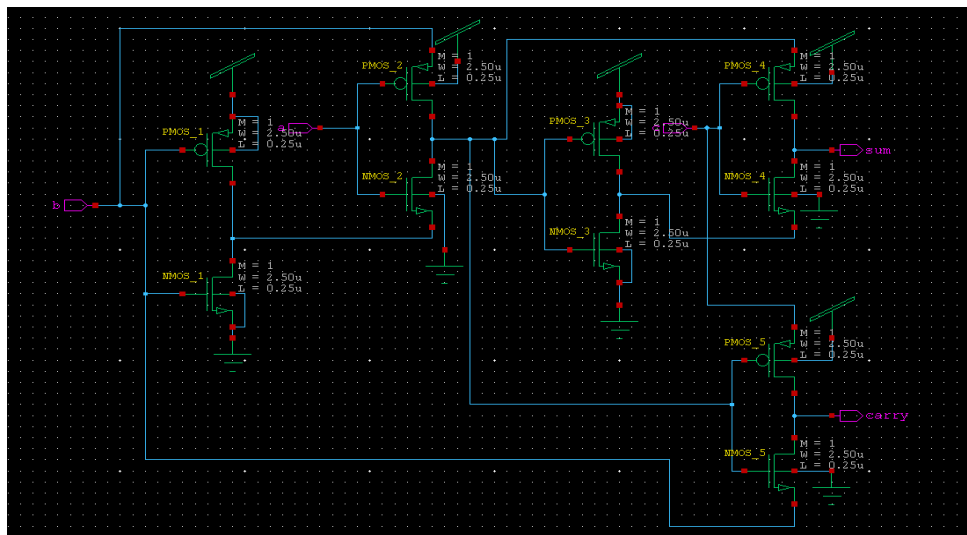 PMOS_2
M = 1
W = 2.50u
L = 0.25u
PMOS_4
M = 1
W = 2.50u
L = 0.25u
PMOS_1
M = 1
W = 2.50u
L = 0.25u
PMOS_3
M = 1
W = 2.50u
L = 0.25u
sum
NMOS_2
M = 1
W = 2.50u
L = 0.25u
NMOS_4
M = 1
W = 2.50u
L = 0.25u
b
NMOS_3
M = 1
W = 2.50u
L = 0.25u
NMOS_1
M = 1
W = 2.50u
L = 0.25u
PMOS_5
M = 1
W = 2.50u
L = 0.25u
carry
NMOS_5
M = 1
W = 2.50u
L = 0.25u